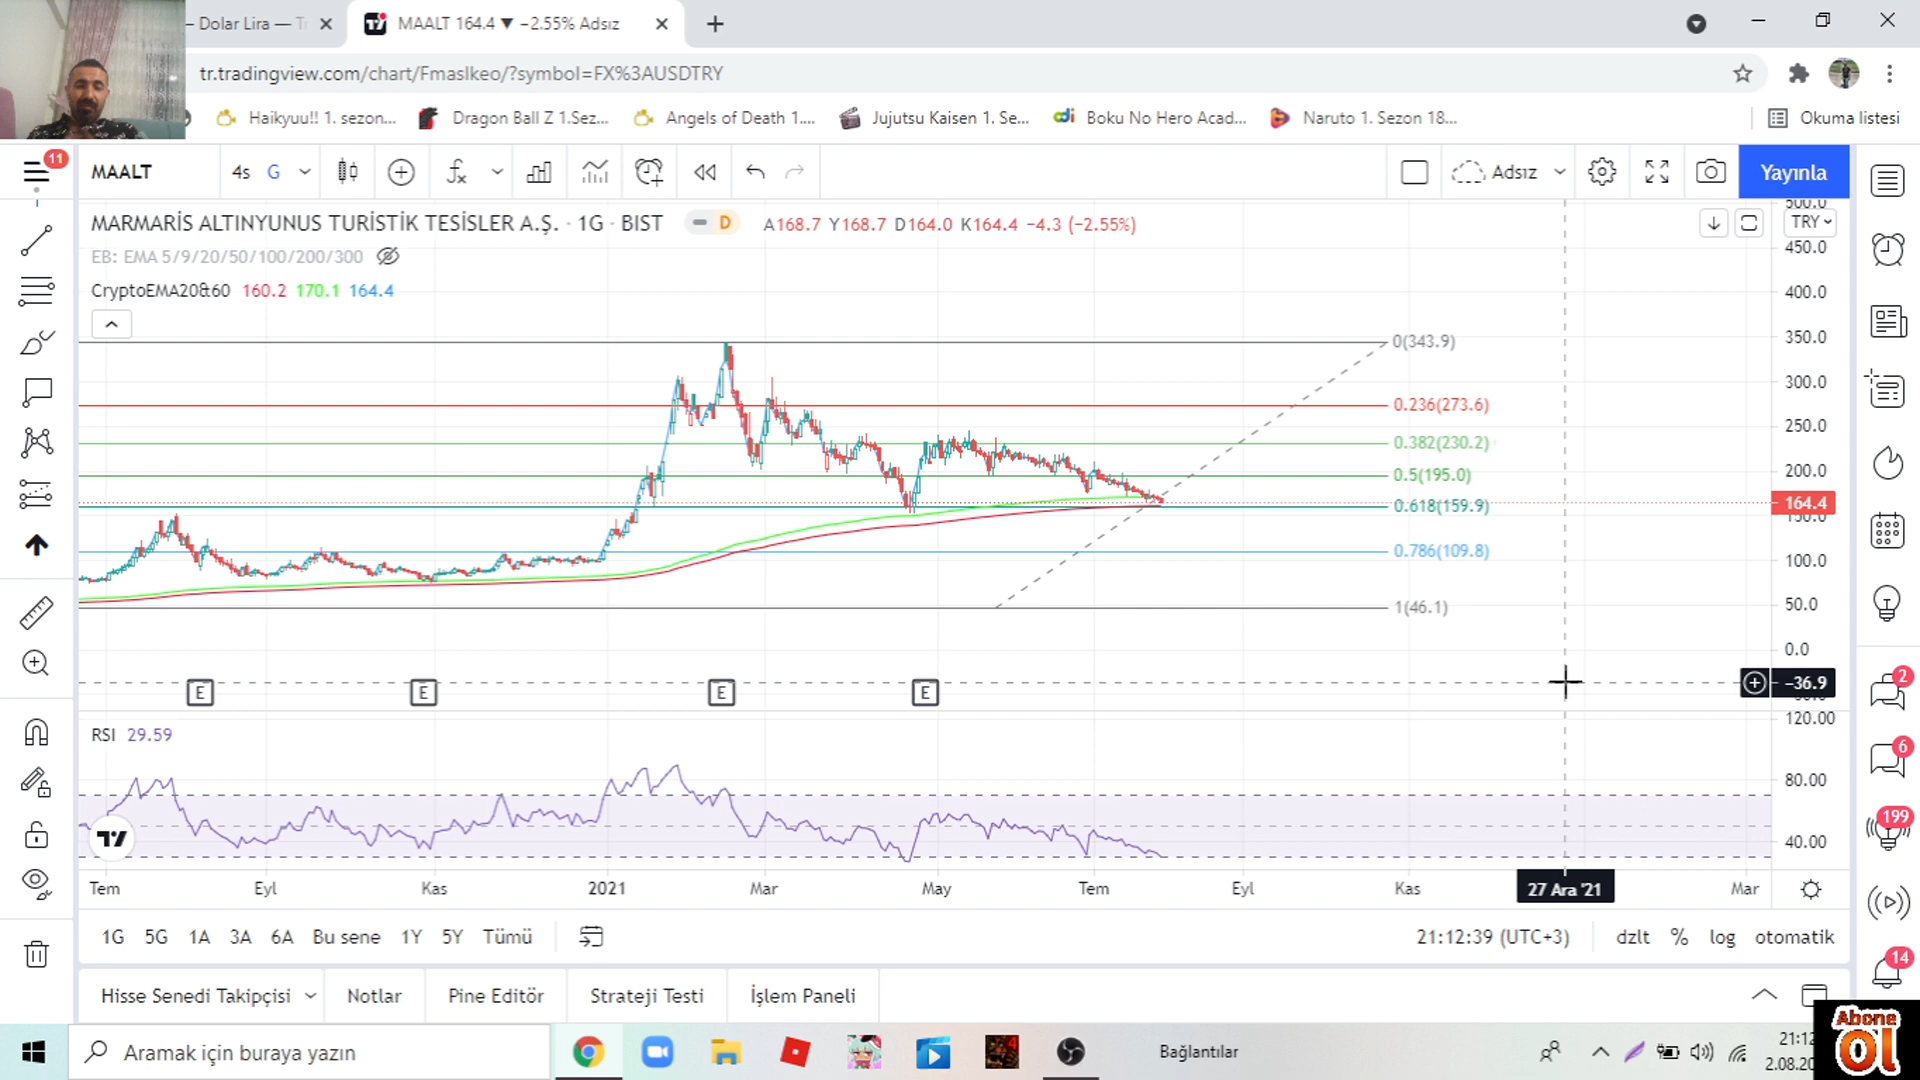 – Dolar Lira — T
MAALT 164.4 ▼ −2.55% Adsız
tr.tradingview.com/chart/Fmaslkeo/?symbol=FX%3AUSDTRY
Haikyuu!! 1. sezon...
Dragon Ball Z 1.Sez...
Angels of Death 1....
Jujutsu Kaisen 1. Se...
Boku No Hero Acad...
Naruto 1. Sezon 18...
Okuma listesi
11
MAALT
4s
G
Adsız
Yayınla
MARMARİS ALTINYUNUS TURİSTİK TESİSLER A.Ş. · 1G · BIST
D
A168.7 Y168.7 D164.0 K164.4 −4.3 (−2.55%)
EB: EMA 5/9/20/50/100/200/300
CryptoEMA20&60 160.2 170.1 164.4
500.0
TRY
450.0
400.0
350.0
300.0
250.0
200.0
164.4
150.0
100.0
50.0
0.0
−36.9
0(343.9)
0.236(273.6)
0.382(230.2)
0.5(195.0)
0.618(159.9)
0.786(109.8)
1(46.1)
E
E
E
E
RSI 29.59
120.00
80.00
40.00
Tem
Eyl
Kas
2021
Mar
May
Tem
Eyl
Kas
27 Ara '21
Mar
1G 5G 1A 3A 6A Bu sene 1Y 5Y Tümü
21:12:39 (UTC+3)
dzlt % log otomatik
Hisse Senedi Takipçisi
Notlar
Pine Editör
Strateji Testi
İşlem Paneli
2
6
199
14
Aramak için buraya yazın
Bağlantılar
21:12
2.08.20
Abone
Ol